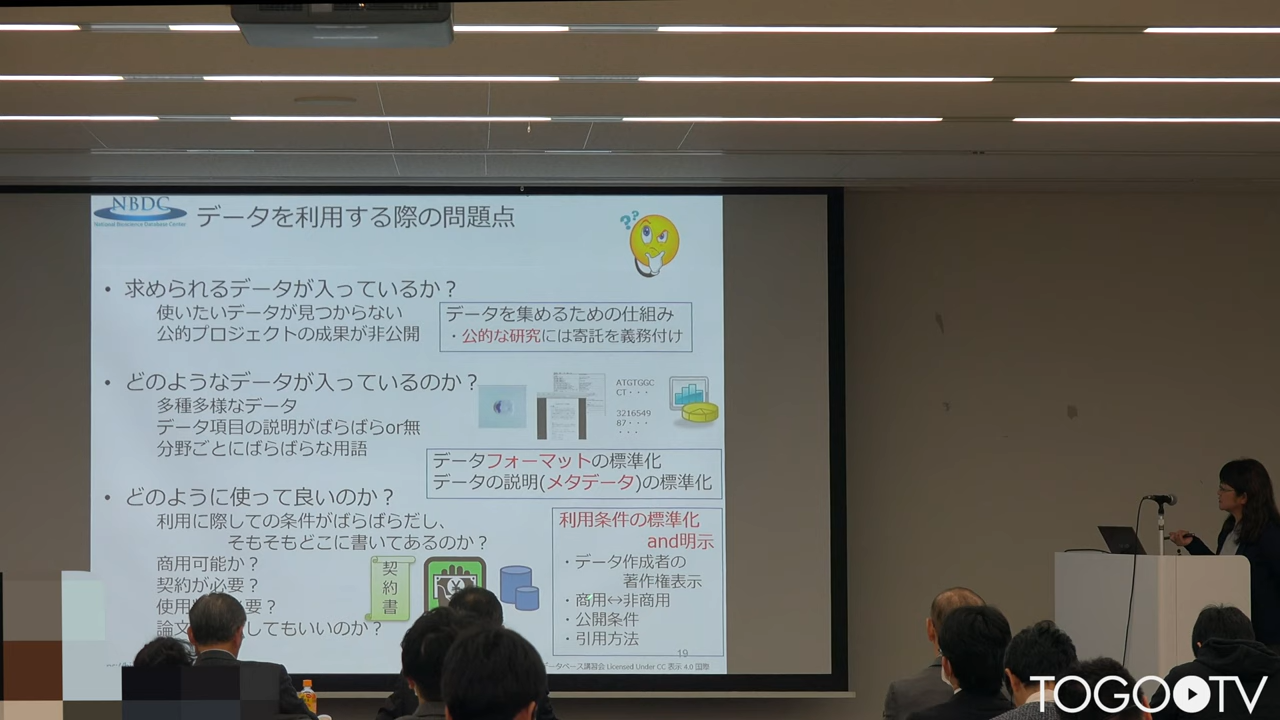 NBDC
National Bioscience Database Center
データを利用する際の問題点
??
• 求められるデータが入っているか？
使いたいデータが見つからない
公的プロジェクトの成果が非公開
データを集めるための仕組み
・公的な研究には寄託を義務付け
• どのようなデータが入っているのか？
多種多様なデータ
データ項目の説明がばらばらor無
分野ごとにばらばらな用語
ATGTGGC
CT・・・
3216549
87・・・
・・・
データフォーマットの標準化
データの説明(メタデータ)の標準化
• どのように使って良いのか？
利用に際しての条件がばらばらだし、
そもそもどこに書いてあるのか？
商用可能か？
契約が必要？
使用 必要？
論文 してもいいのか？
契約書
¥
利用条件の標準化
and明示
・データ作成者の
著作権表示
・商用↔非商用
・公開条件
・引用方法
19
データベース講習会 Licensed Under CC 表示 4.0 国際
TOGOTV